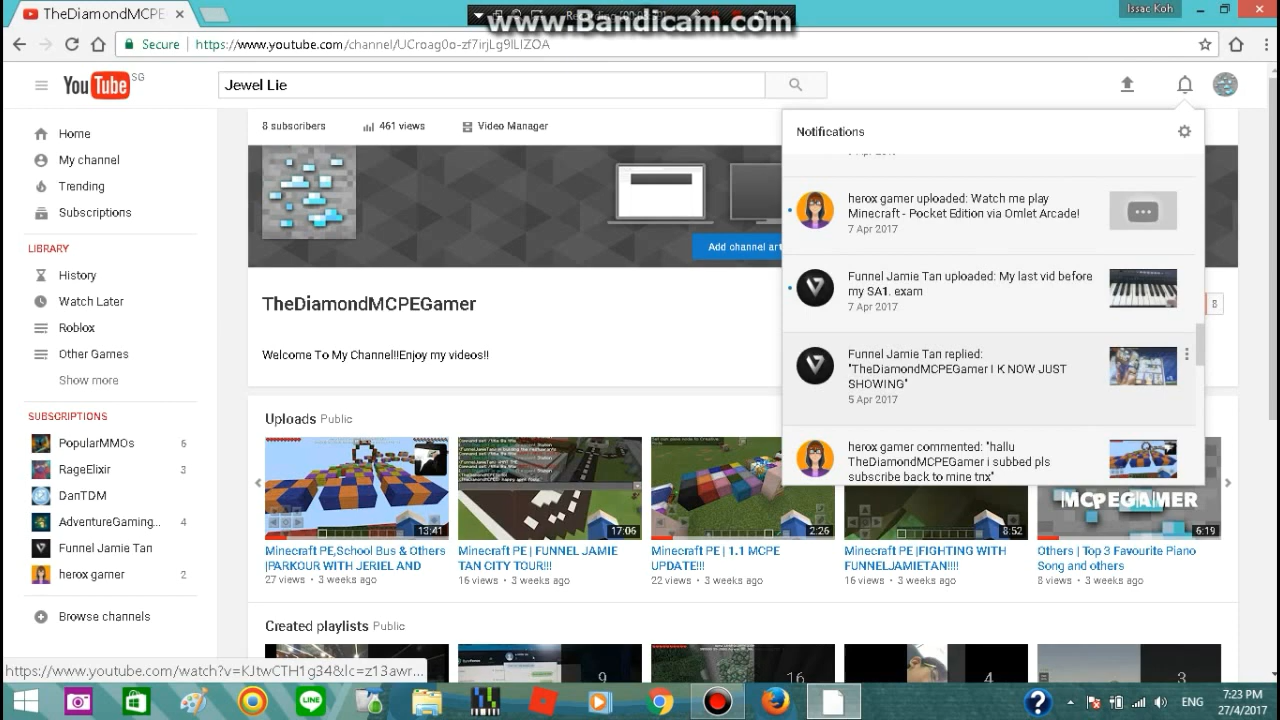 TheDiamondMCPE
www.Bandicam.com
Issac Koh
Secure
https://www.youtube.com/channel/UCroag0o-zf7irjLg9ILIZOA
YouTube
SG
Jewel Lie
Home
My channel
Trending
Subscriptions
LIBRARY
History
Watch Later
Roblox
Other Games
Show more
SUBSCRIPTIONS
PopularMMOs 6
RageElixir 3
DanTDM
AdventureGaming... 4
Funnel Jamie Tan
herox gamer 2
Browse channels
8 subscribers
461 views
Video Manager
Add channel art
TheDiamondMCPEGamer
8
Welcome To My Channel!!Enjoy my videos!!
Notifications
herox gamer uploaded: Watch me play
Minecraft - Pocket Edition via Omlet Arcade!
7 Apr 2017
Funnel Jamie Tan uploaded: My last vid before
my SA1. exam
7 Apr 2017
Funnel Jamie Tan replied:
"TheDiamondMCPEGamer I K NOW JUST
SHOWING"
5 Apr 2017
herox gamer commented: "hallu
TheDiamondMCPEGamer i subbed pls
subscribe back to mine tnx"
Uploads Public
13:41
Minecraft PE,School Bus & Others
|PARKOUR WITH JERIEL AND
27 views • 3 weeks ago
17:06
Minecraft PE | FUNNEL JAMIE
TAN CITY TOUR!!!
16 views • 3 weeks ago
2:26
Minecraft PE | 1.1 MCPE
UPDATE!!!
22 views • 3 weeks ago
8:52
Minecraft PE |FIGHTING WITH
FUNNELJAMIETAN!!!!
16 views • 3 weeks ago
MCPEGAMER
6:19
Others | Top 3 Favourite Piano
Song and others
8 views • 3 weeks ago
Created playlists Public
9
16
4
1
LINE
ENG
7:23 PM
27/4/2017